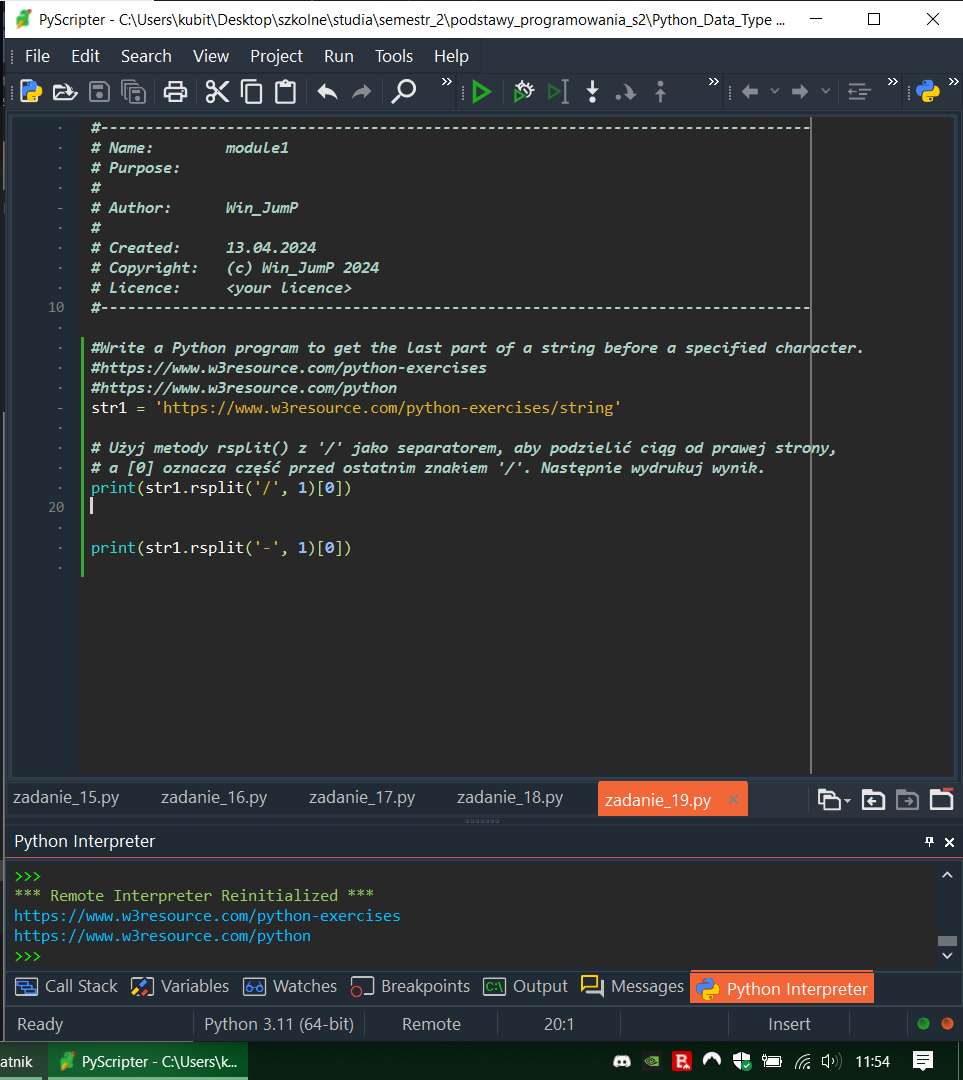 PyScripter - C:\Users\kubit\Desktop\szkolne\studia\semestr_2\podstawy_programowania_s2\Python_Data_Type ...
File Edit Search View Project Run Tools Help
#------------------------------------------------------------------------------
# Name:        module1
# Purpose:
#
# Author:      Win_JumP
#
# Created:     13.04.2024
# Copyright:   (c) Win_JumP 2024
# Licence:     <your licence>
10 #------------------------------------------------------------------------------
#Write a Python program to get the last part of a string before a specified character.
#https://www.w3resource.com/python-exercises
#https://www.w3resource.com/python
str1 = 'https://www.w3resource.com/python-exercises/string'
# Użyj metody rsplit() z '/' jako separatorem, aby podzielić ciąg od prawej strony,
# a [0] oznacza część przed ostatnim znakiem '/'. Następnie wydrukuj wynik.
print(str1.rsplit('/', 1)[0])
20
print(str1.rsplit('-', 1)[0])
zadanie_15.py zadanie_16.py zadanie_17.py zadanie_18.py zadanie_19.py
Python Interpreter
>>>
*** Remote Interpreter Reinitialized ***
https://www.w3resource.com/python-exercises
https://www.w3resource.com/python
>>>
Call Stack Variables Watches Breakpoints Output Messages Python Interpreter
Ready Python 3.11 (64-bit) Remote 20:1 Insert
atnik PyScripter - C:\Users\k... 11:54